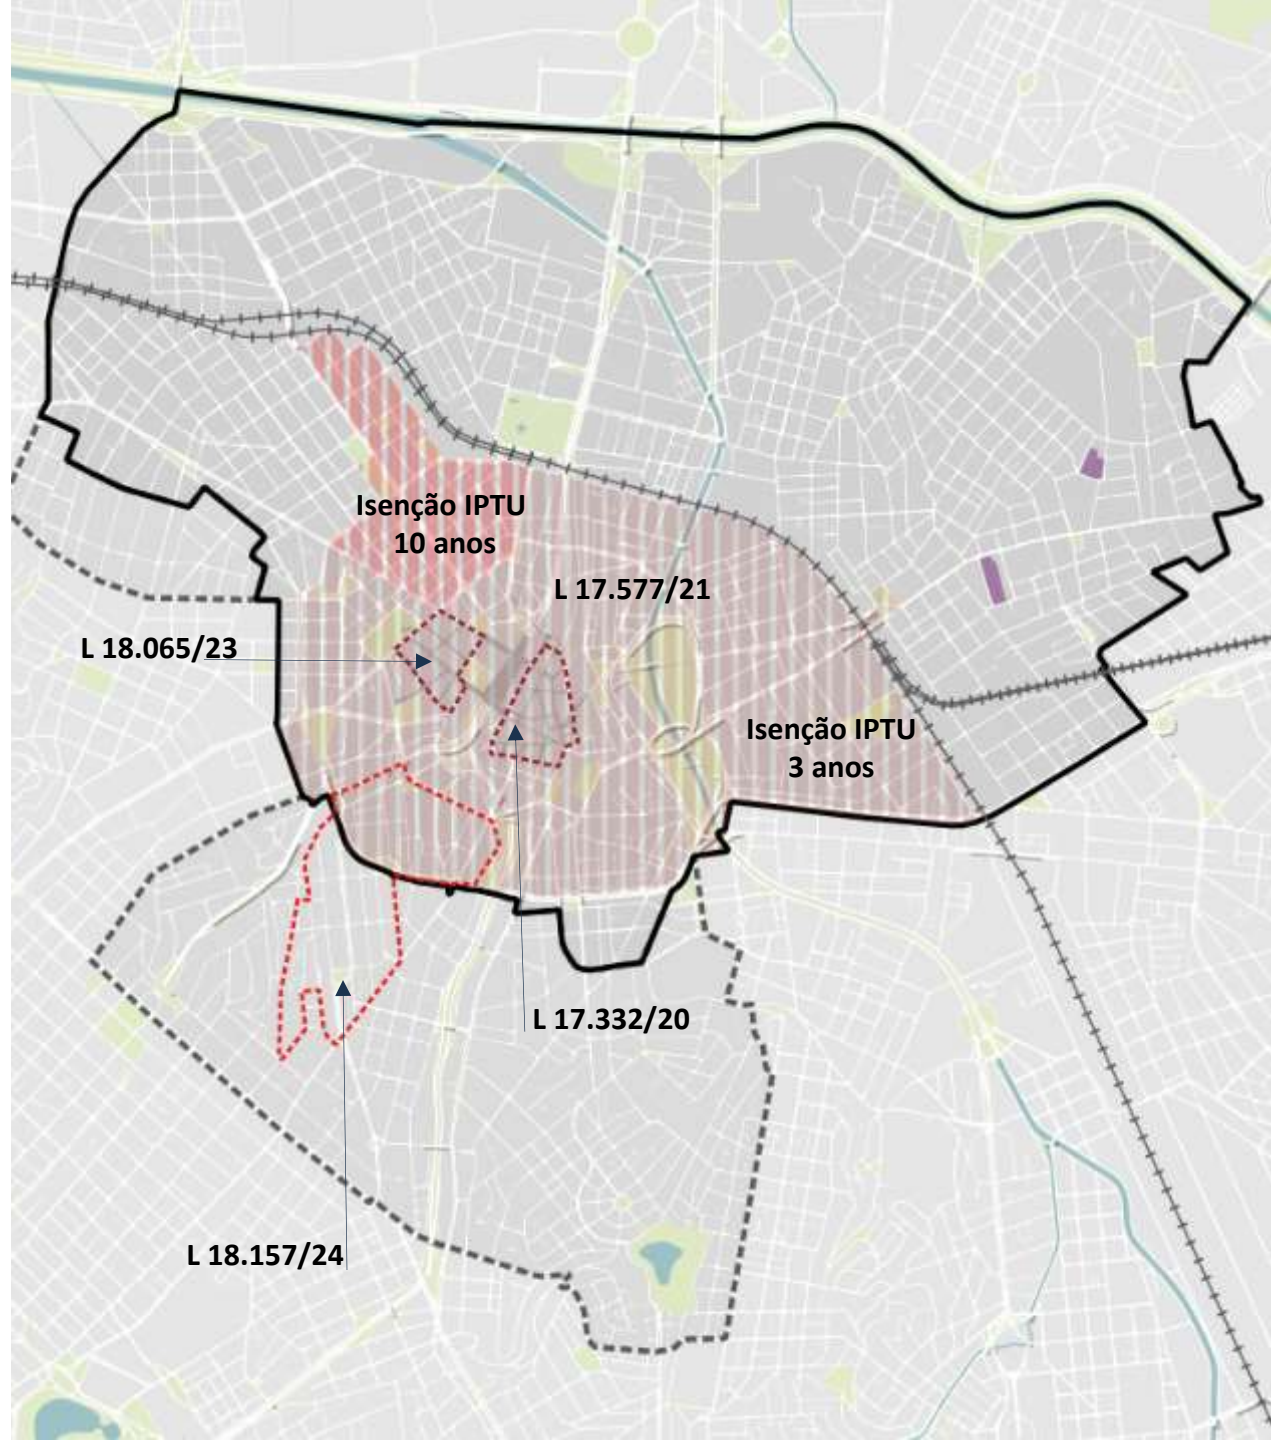 Isenção IPTU
10 anos
L 17.577/21
L 18.065/23
Isenção IPTU
3 anos
L 17.332/20
L 18.157/24